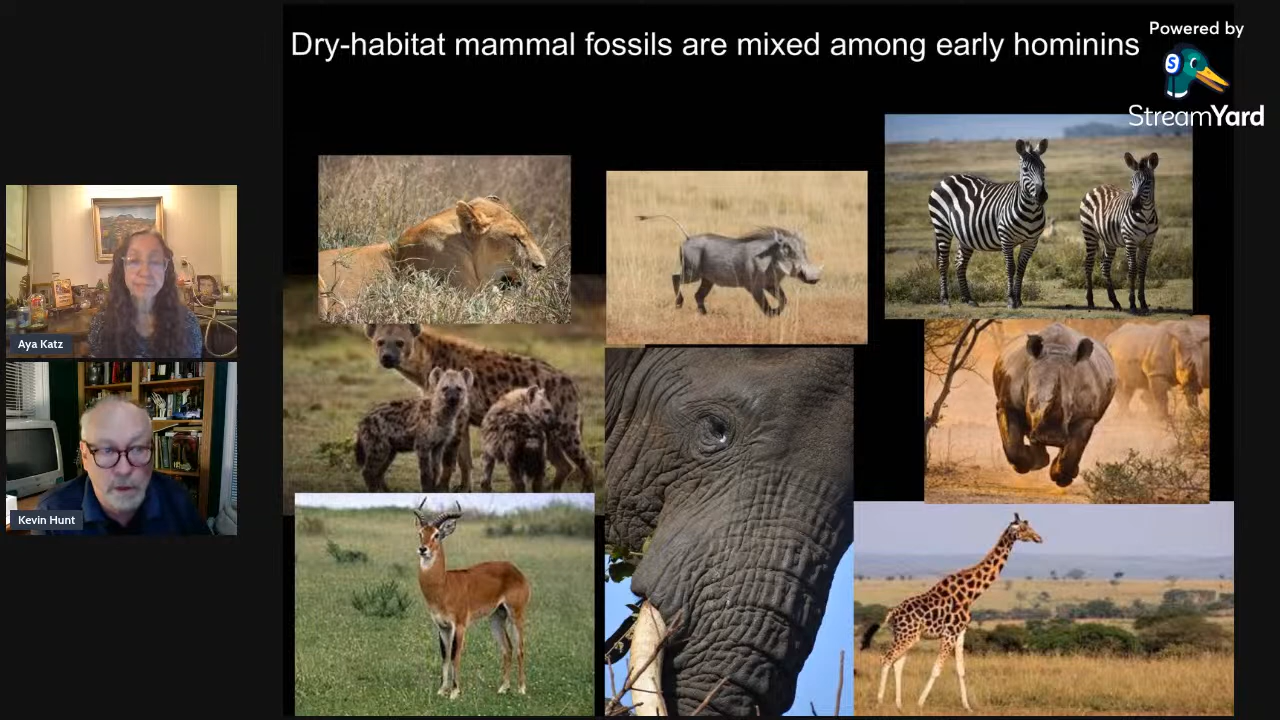 Dry-habitat mammal fossils are mixed among early hominins
Powered by
S
StreamYard
Aya Katz
Kevin Hunt